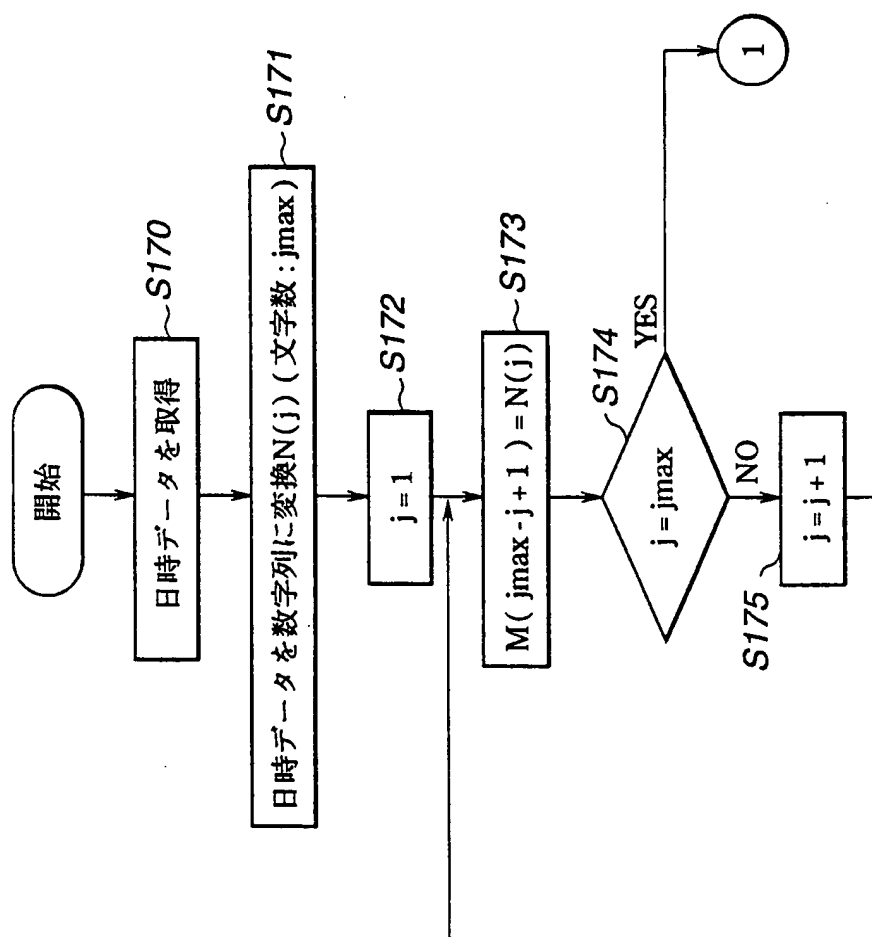 開始
日時データを取得
S170
日時データを数字列に変換N(j)(文字数:jmax)
S171
j=1
S172
M(jmax-j+1)=N(j)
S173
j=jmax
S174
YES
1
NO
j=j+1
S175